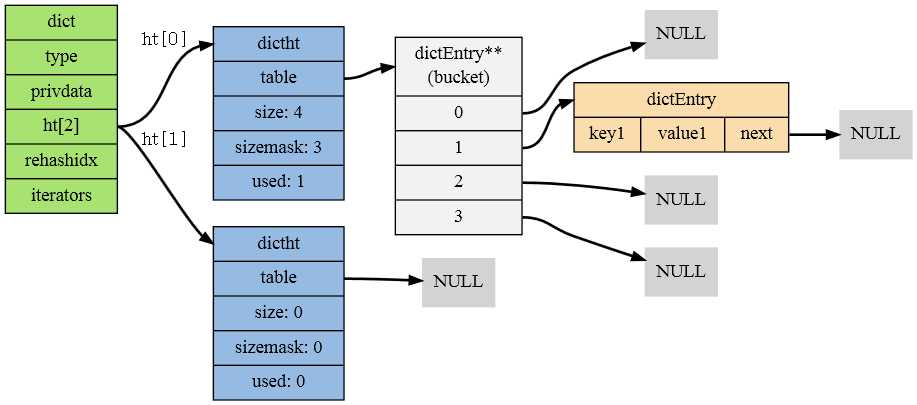 dict
type
privdata
ht[2]
rehashidx
iterators
ht[0]
ht[1]
dictht
table
size: 4
sizemask: 3
used: 1
dictht
table
size: 0
sizemask: 0
used: 0
NULL
dictEntry**
(bucket)
0
1
2
3
NULL
dictEntry
key1 value1 next
NULL
NULL
NULL